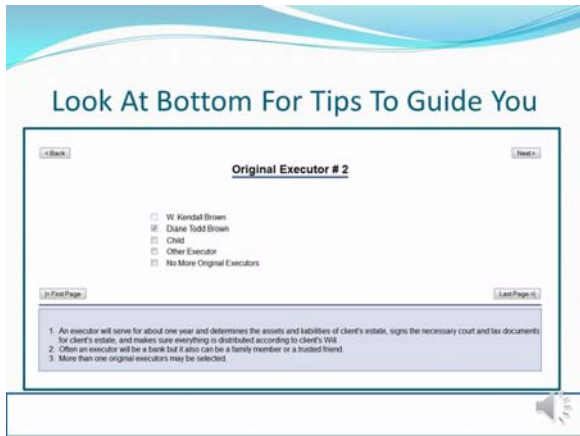 Look At Bottom For Tips To Guide You
< Back
Next >
Original Executor # 2
W. Kendall Brown
Diane Todd Brown
Child
Other Executor
No More Original Executors
|< First Page
Last Page >|
1. An executor will serve for about one year and determines the assets and liabilities of client's estate, signs the necessary court and tax documents
for client's estate, and makes sure everything is distributed according to client's Will.
2. Often an executor will be a bank but it also can be a family member or a trusted friend.
3. More than one original executors may be selected.